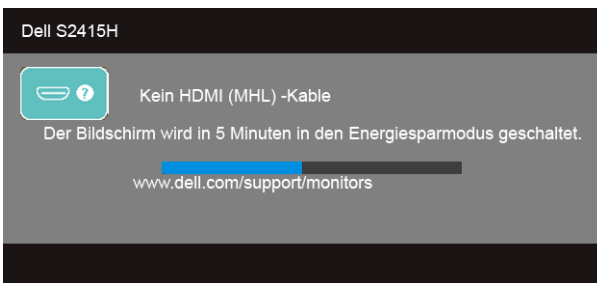 Dell S2415H
?
Kein HDMI (MHL) -Kable
Der Bildschirm wird in 5 Minuten in den Energiesparmodus geschaltet.
www.dell.com/support/monitors